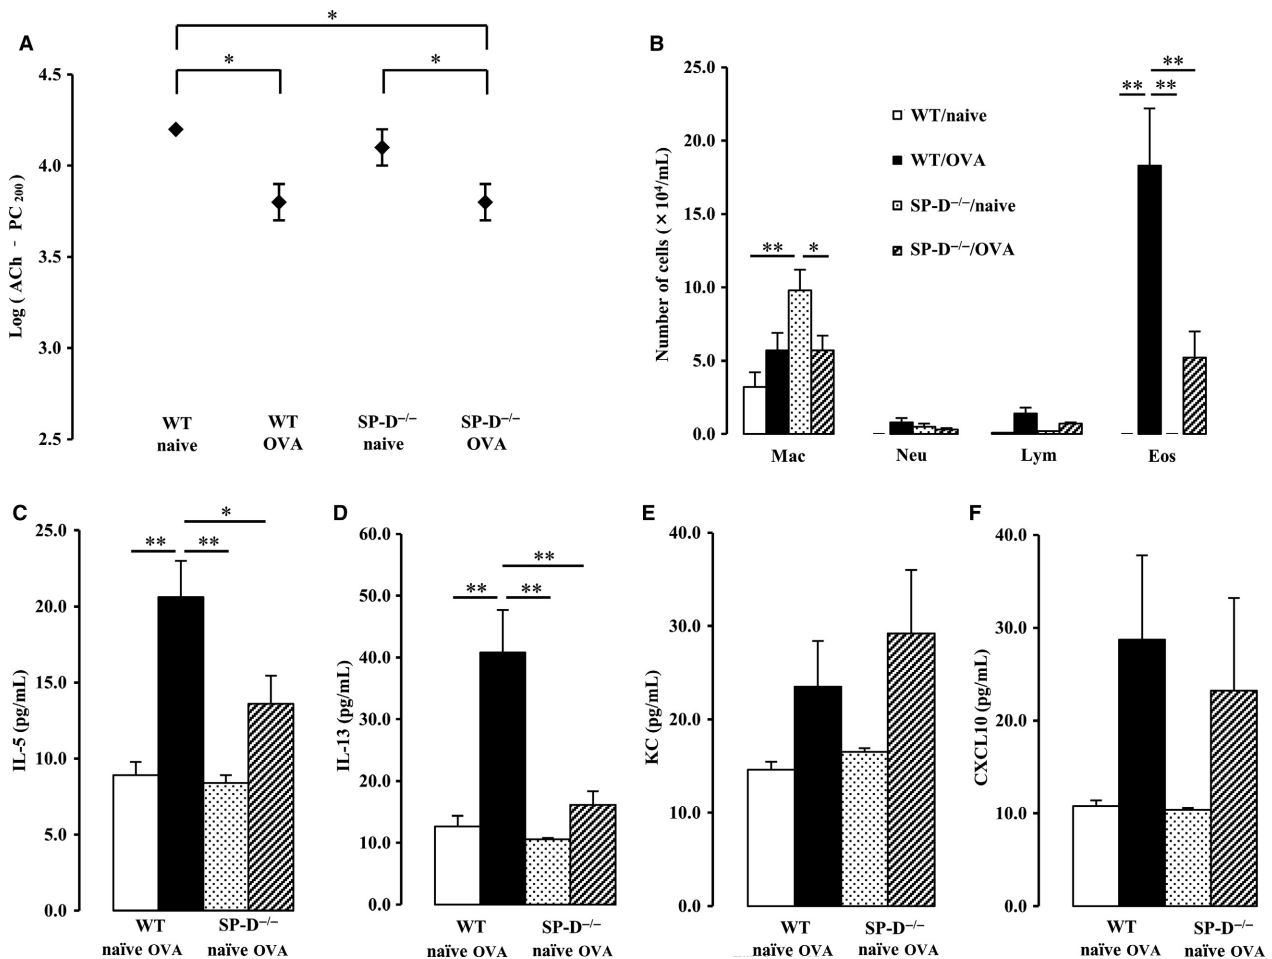 A
*
*
*
4.5
4.0
3.5
3.0
2.5
Log ( ACh - PC 200)
WT
naive
WT
OVA
SP-D−/−
naive
SP-D−/−
OVA
B
25.0
20.0
15.0
10.0
5.0
0.0
Number of cells (×10⁴/mL)
WT/naive
WT/OVA
SP-D−/−/naive
SP-D−/−/OVA
**
*
**
**
**
Mac
Neu
Lym
Eos
C
25.0
20.0
15.0
10.0
5.0
0.0
IL-5 (pg/mL)
*
**
**
WT
SP-D−/−
naïve OVA
naïve OVA
D
60.0
50.0
40.0
30.0
20.0
10.0
0.0
IL-13 (pg/mL)
**
**
**
WT
SP-D−/−
naïve OVA
naïve OVA
E
40.0
30.0
20.0
10.0
0.0
KC (pg/mL)
WT
SP-D−/−
naïve OVA
naïve OVA
F
40.0
30.0
20.0
10.0
0.0
CXCL10 (pg/mL)
WT
SP-D−/−
naïve OVA
naïve OVA